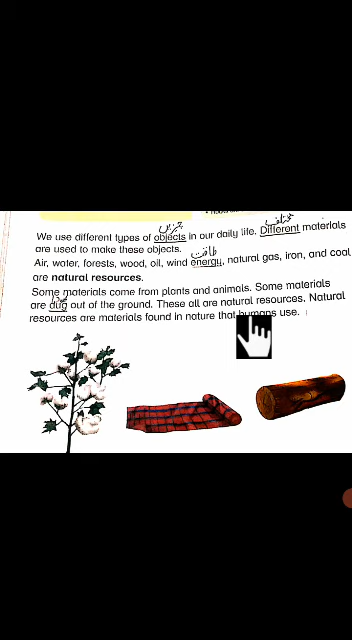 We use different types of objects in our daily life. Different materials
are used to make these objects.
Air, water, forests, wood, oil, wind energy, natural gas, iron, and coal
are natural resources.
Some materials come from plants and animals. Some materials
are dug out of the ground. These all are natural resources. Natural
resources are materials found in nature that humans use.
چیزیں
مختلف
طاقت